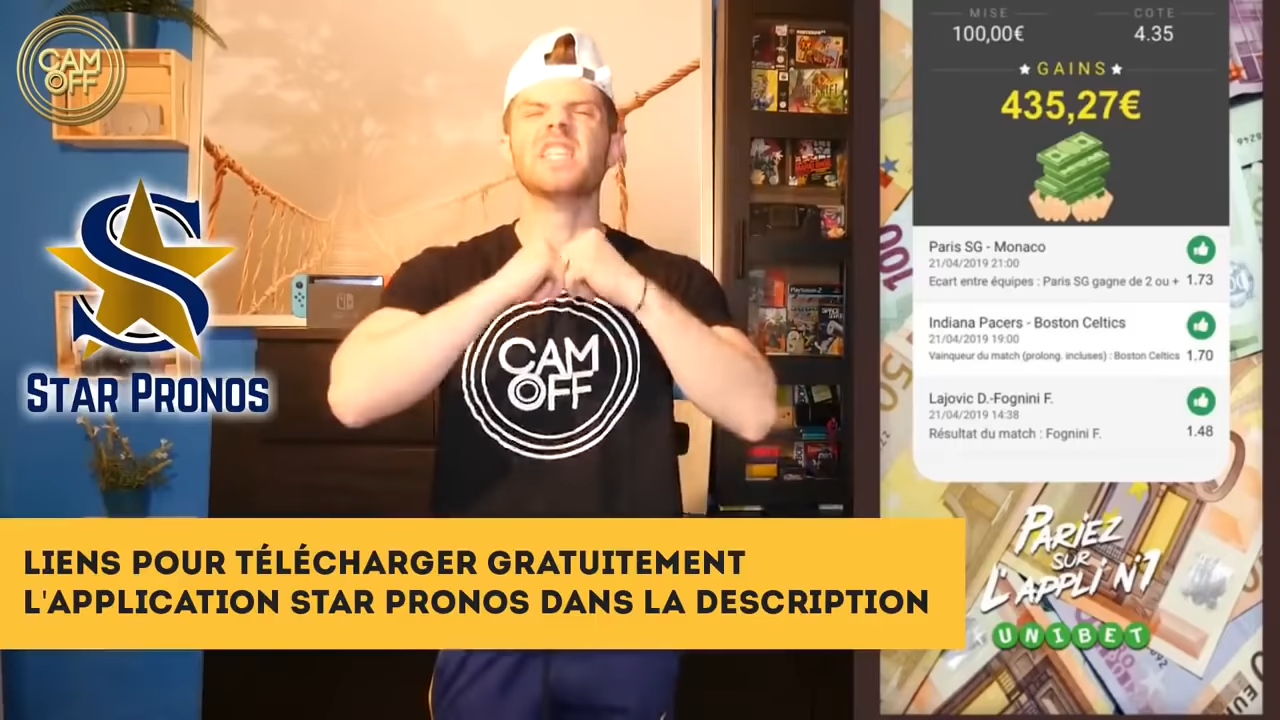 CAM
OFF
STAR PRONOS
CAM
OFF
LIENS POUR TÉLÉCHARGER GRATUITEMENT
L'APPLICATION STAR PRONOS DANS LA DESCRIPTION
MISE
COTE
100,00€
4.35
GAINS
435,27€
Paris SG - Monaco
21/04/2019 21:00
Ecart entre équipes : Paris SG gagne de 2 ou +
1.73
Indiana Pacers - Boston Celtics
21/04/2019 19:00
Vainqueur du match (prolong. incluses) : Boston Celtics
1.70
Lajovic D.-Fognini F.
21/04/2019 14:38
Résultat du match : Fognini F.
1.48
PARIEZ
SUR
L'APPLI N1
UNIBET
100
PlayStation 2